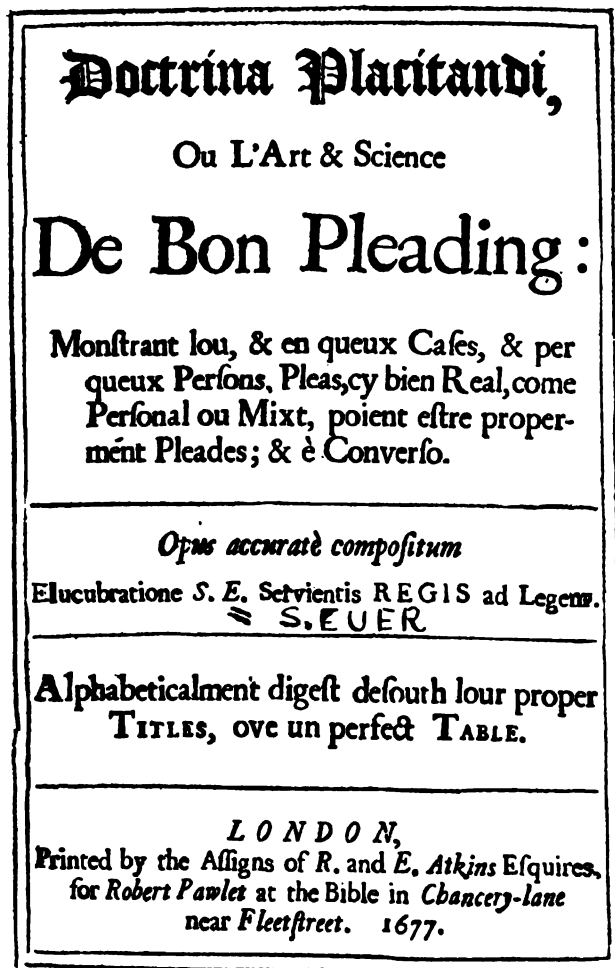 Doctrina Placitandi,
Ou L'Art & Science
De Bon Pleading:
Monſtrant lou, & en queux Caſes, & per
queux Perſons, Pleas, cy bien Real, come
Perſonal ou Mixt, poient eſtre proper-
mént Pleades; & è Converſo.
Opus accuratè compoſitum
Elucubratione S. E. Servientis REGIS ad Legem.
= S. EUER
Alphabeticalment digeſt deſouth lour proper
TITLES, ove un perfect TABLE.
LONDON,
Printed by the Aſſigns of R. and E. Atkins Eſquires,
for Robert Pawlet at the Bible in Chancery-lane
near Fleetſtreet. 1677.